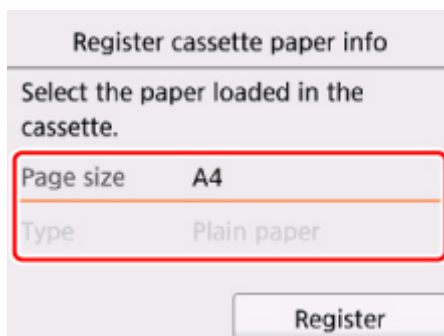 Register cassette paper info
Select the paper loaded in the
cassette.
Page size A4
Type Plain paper
Register